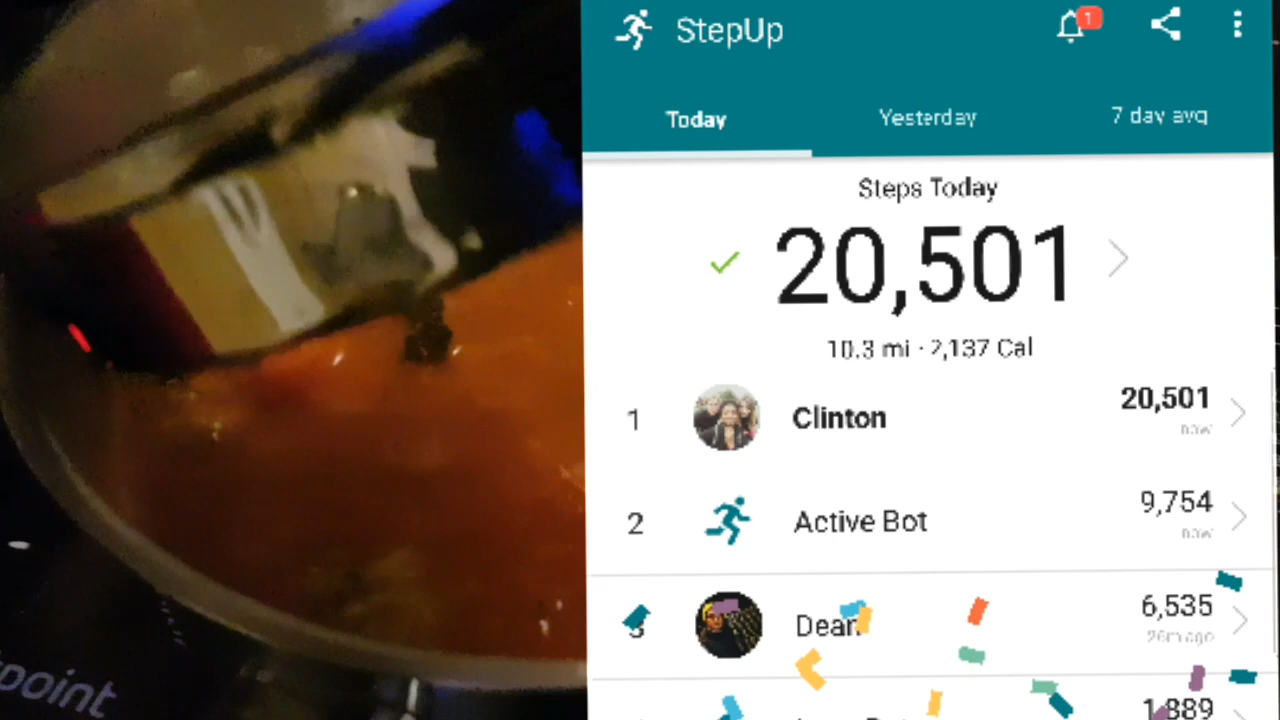 StepUp
1
Today
Yesterday
7 day avg
Steps Today
20,501
10.3 mi · 2,137 Cal
1
Clinton
20,501
now
2
Active Bot
9,754
now
3
Dean
6,535
26m ago
1,889
point